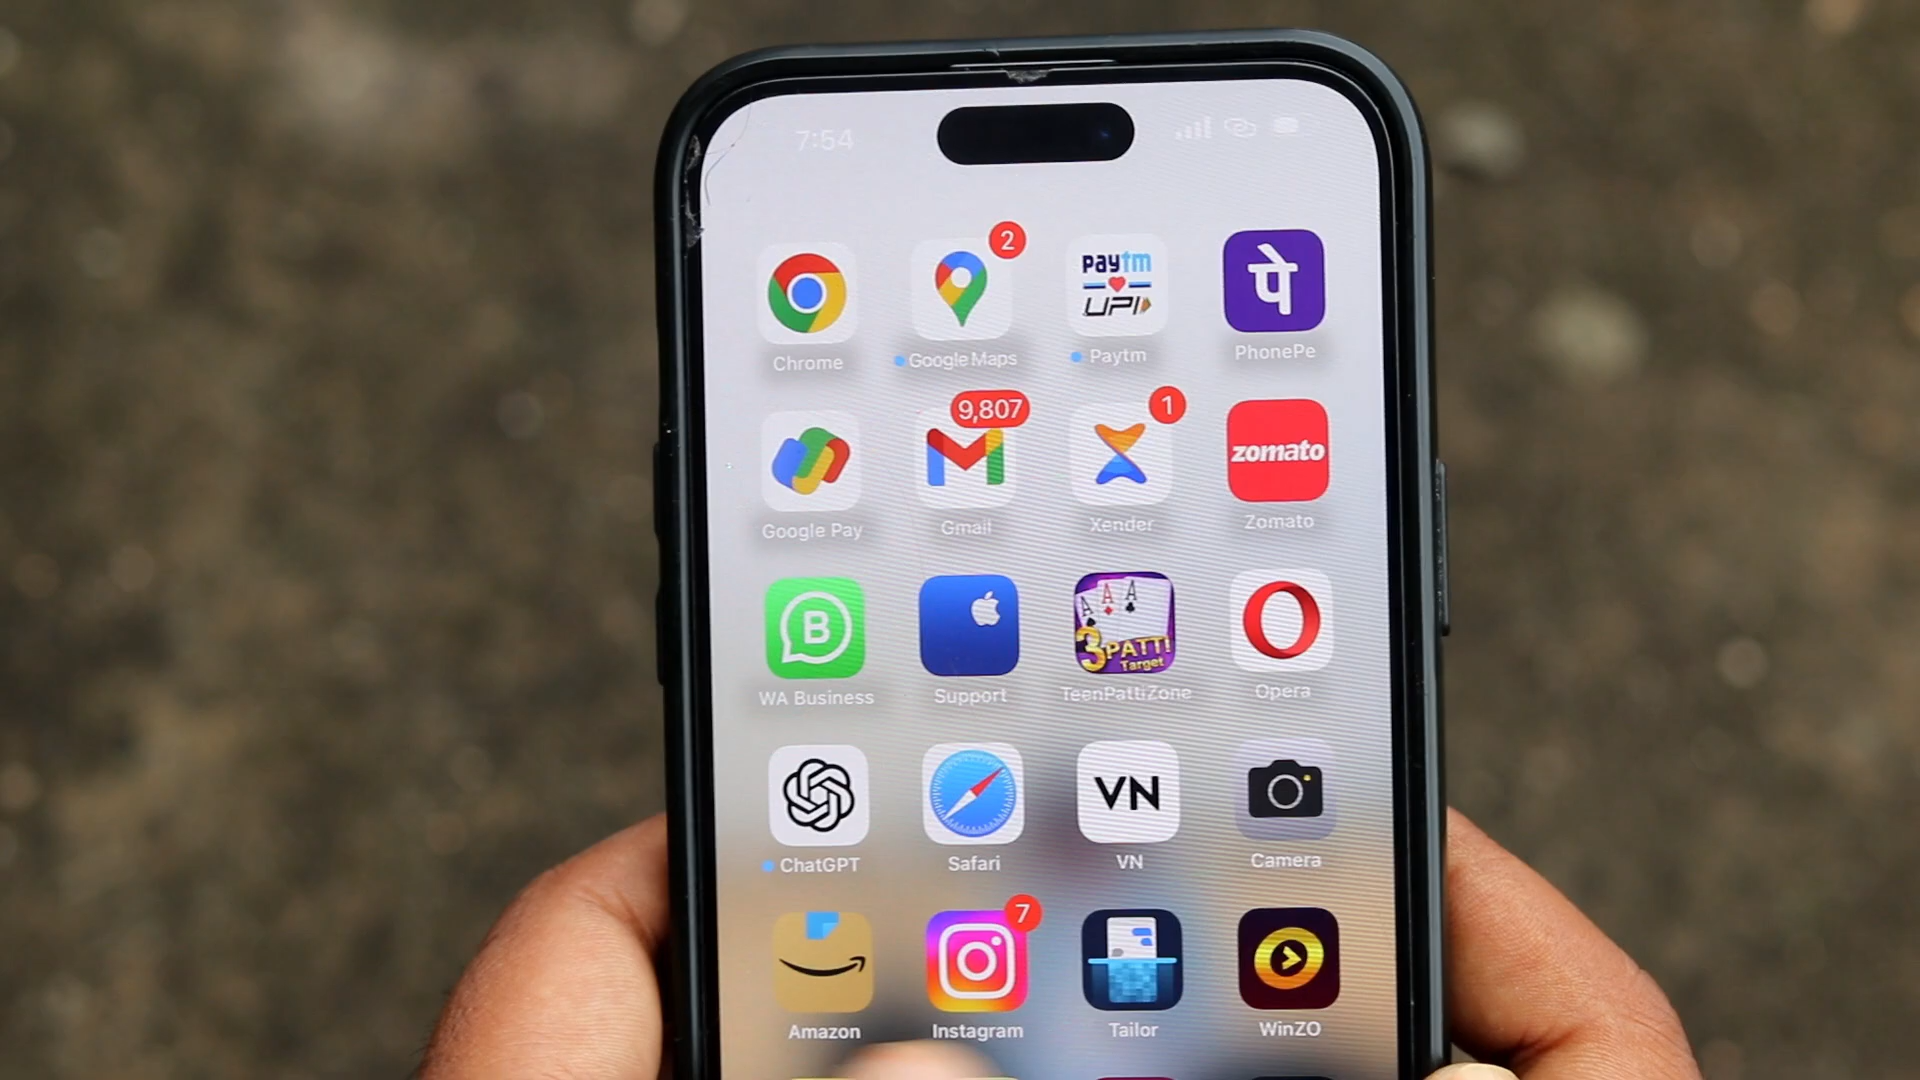 7:54
2
paytm
UPI
पे
Chrome
Google Maps
Paytm
PhonePe
9,807
1
zomato
Google Pay
Gmail
Xender
Zomato
B
A A A
3PATTI
Target
WA Business
Support
TeenPattiZone
Opera
VN
ChatGPT
Safari
VN
Camera
7
Amazon
Instagram
Tailor
WinZO